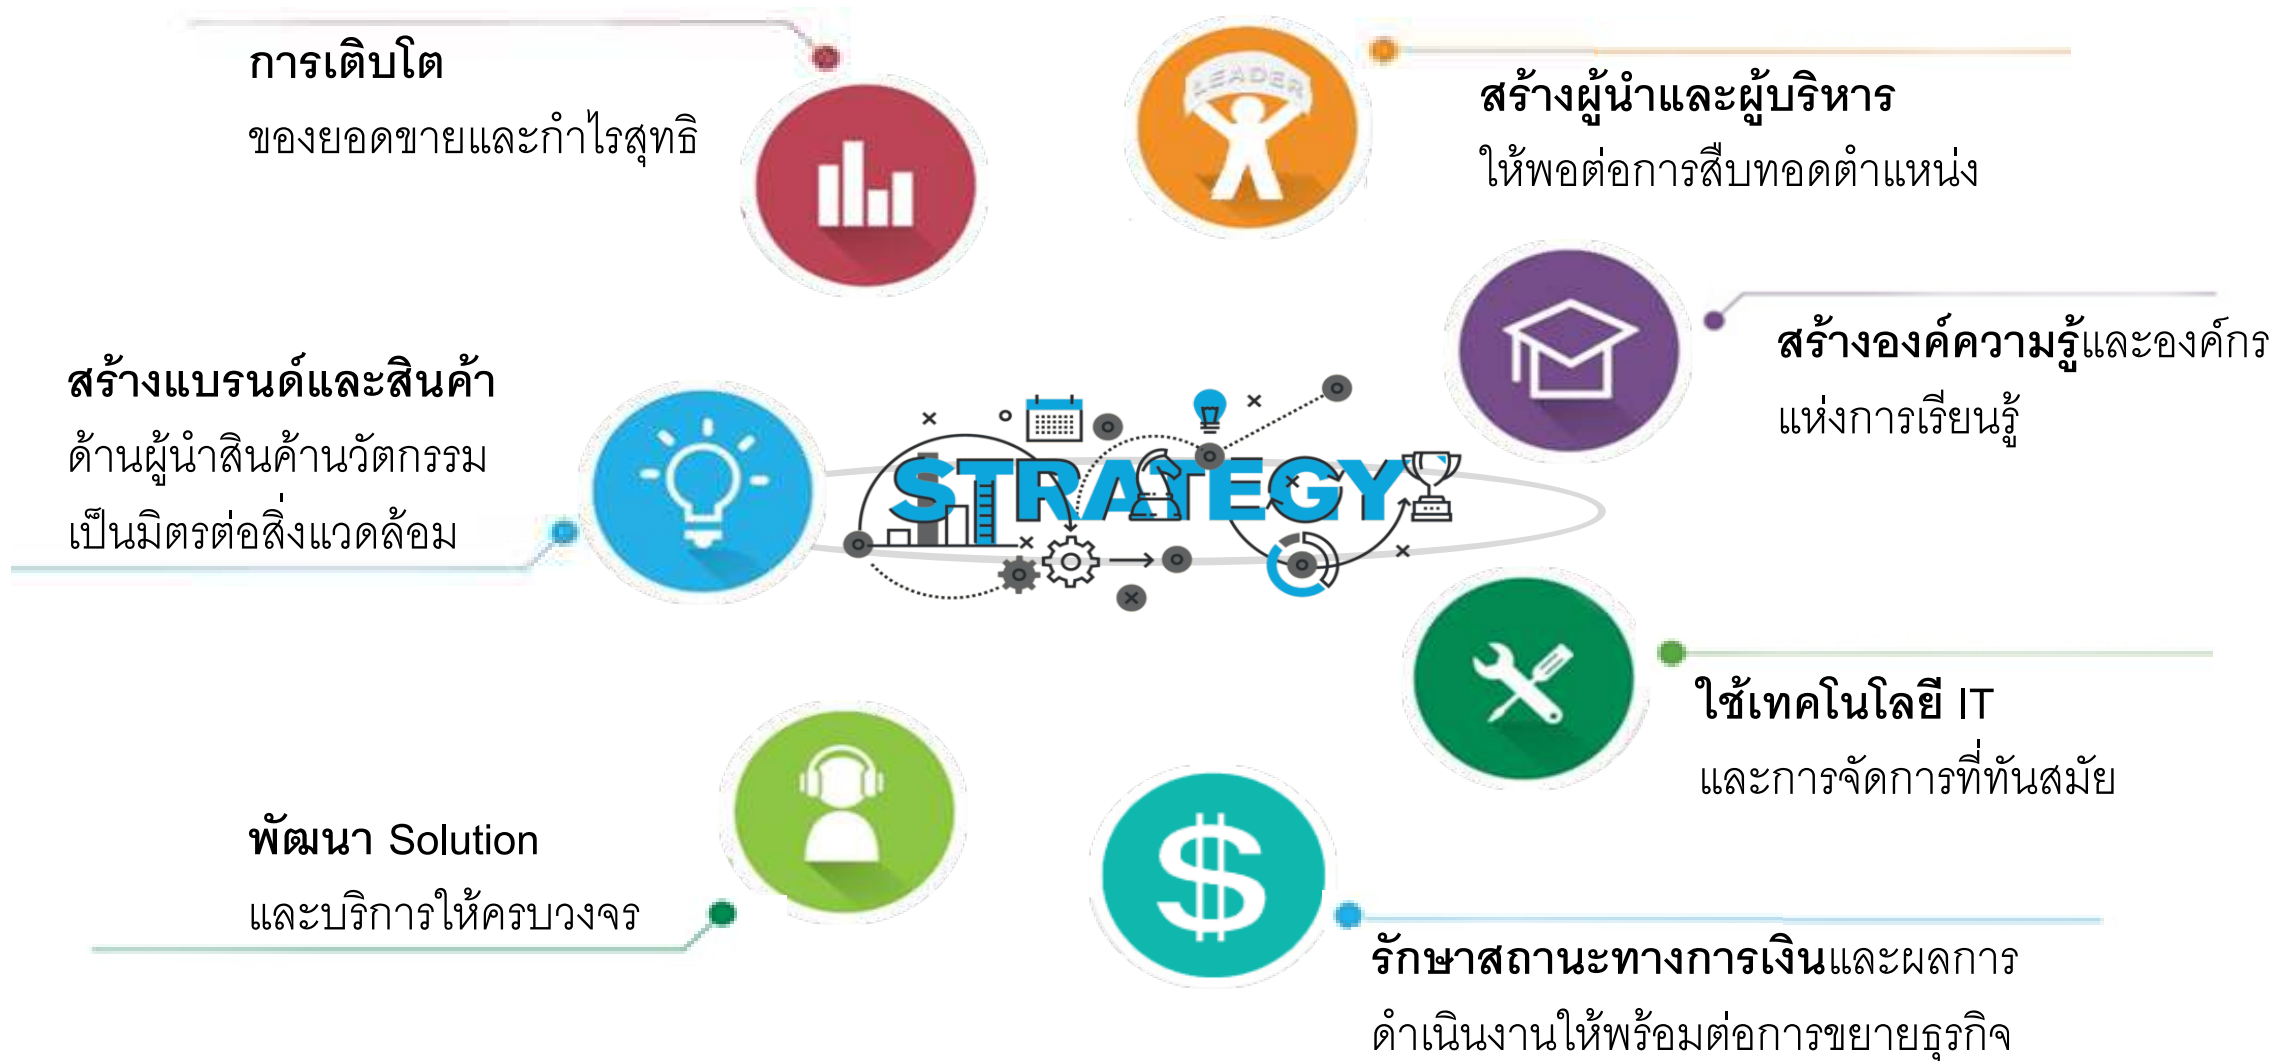 การเติบโต
ของยอดขายและกำไรสุทธิ
LEADER
สร้างผู้นำและผู้บริหาร
ให้พอต่อการสืบทอดตำแหน่ง
สร้างองค์ความรู้และองค์กร
แห่งการเรียนรู้
สร้างแบรนด์และสินค้า
ด้านผู้นำสินค้านวัตกรรม
เป็นมิตรต่อสิ่งแวดล้อม
STRATEGY
ใช้เทคโนโลยี IT
และการจัดการที่ทันสมัย
พัฒนา Solution
และบริการให้ครบวงจร
$
รักษาสถานะทางการเงินและผลการ
ดำเนินงานให้พร้อมต่อการขยายธุรกิจ